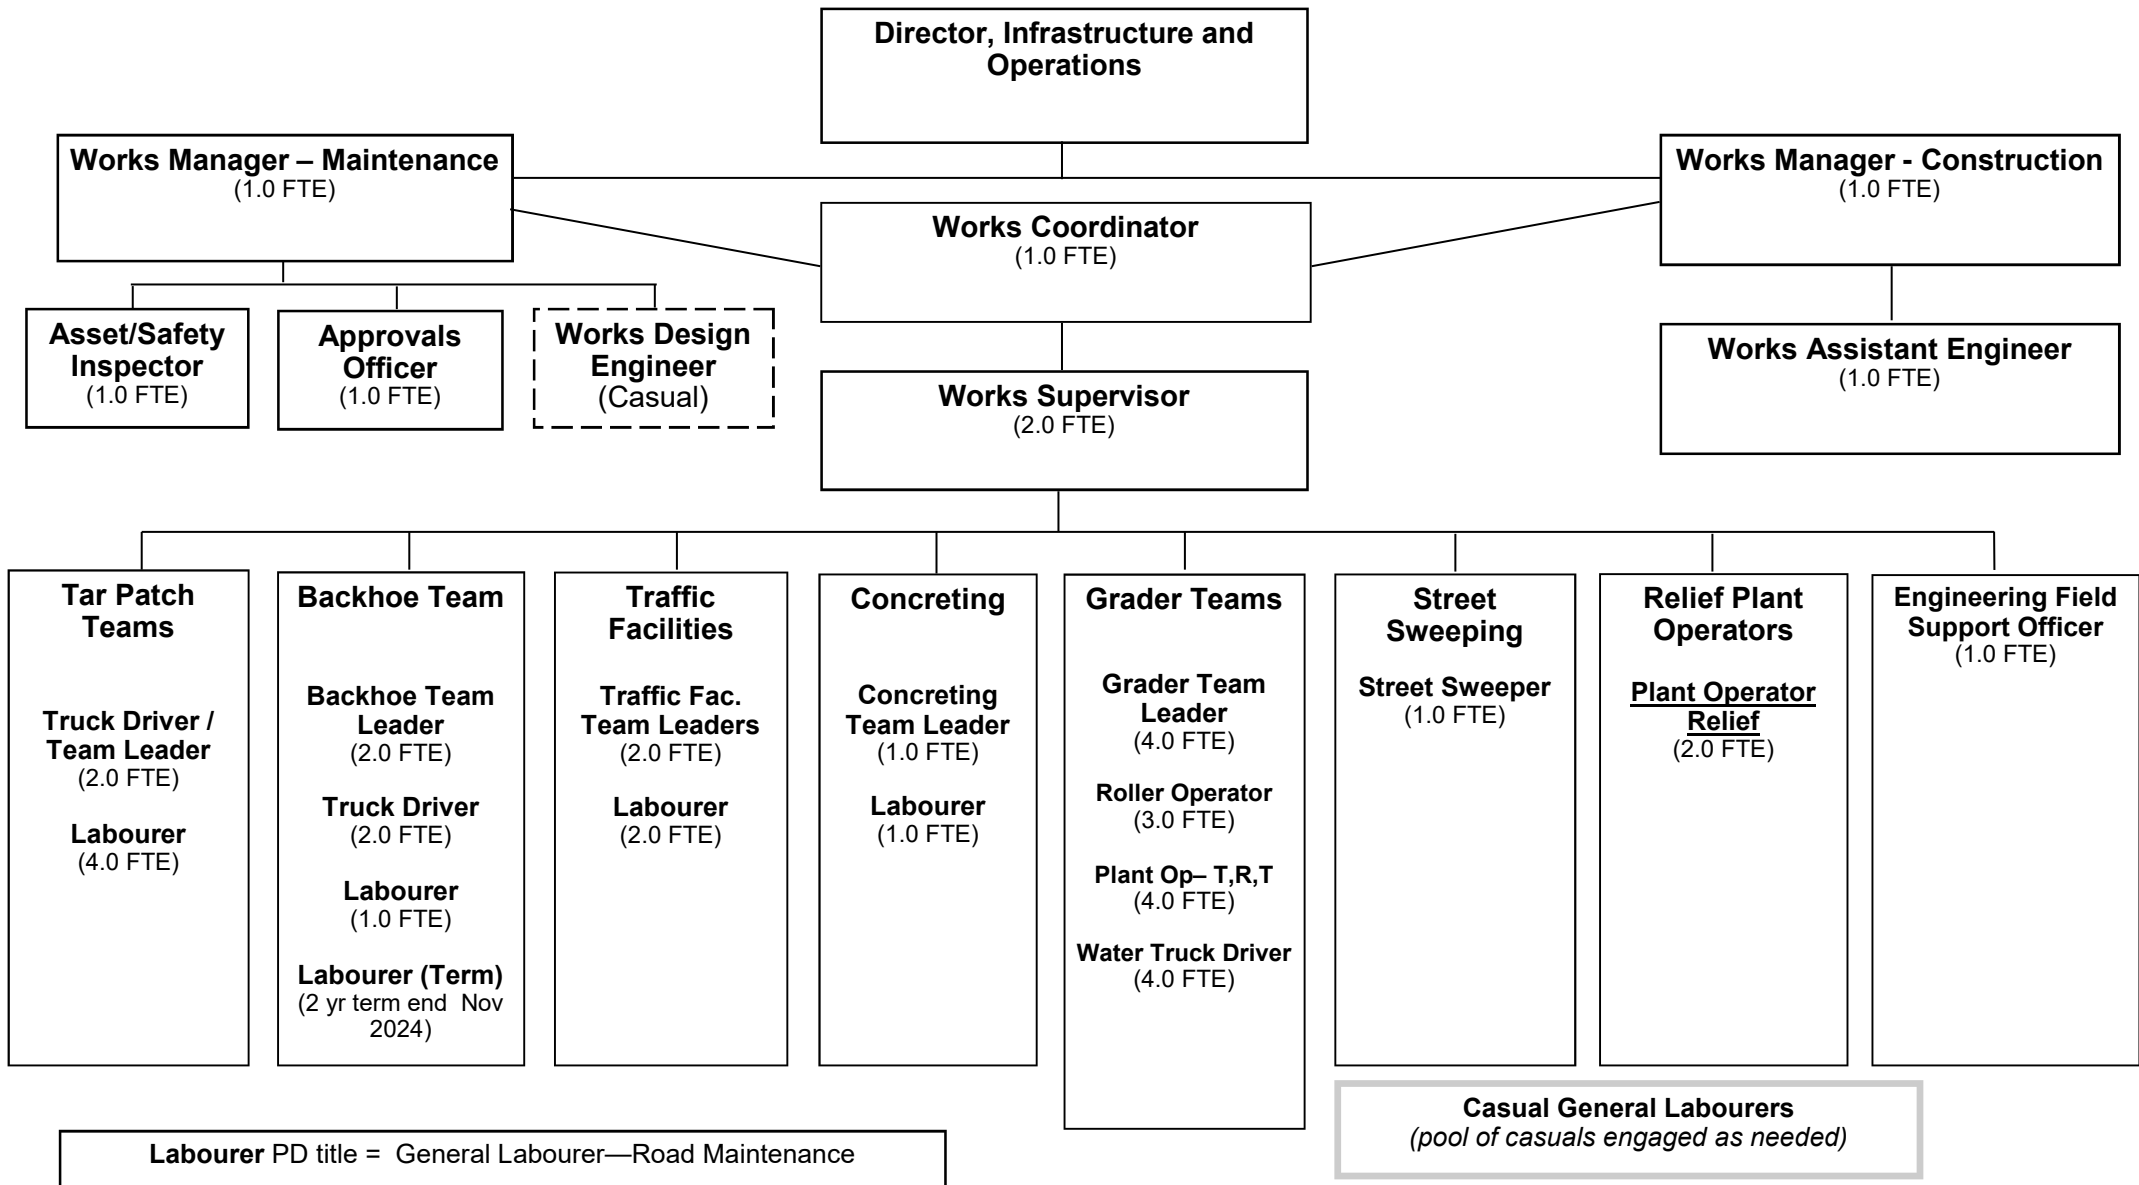 Director, Infrastructure and
Operations
Works Manager – Maintenance
(1.0 FTE)
Works Manager - Construction
(1.0 FTE)
Works Coordinator
(1.0 FTE)
Asset/Safety
Inspector
(1.0 FTE)
Approvals
Officer
(1.0 FTE)
Works Design
Engineer
(Casual)
Works Assistant Engineer
(1.0 FTE)
Works Supervisor
(2.0 FTE)
Tar Patch
Teams
Truck Driver /
Team Leader
(2.0 FTE)
Labourer
(4.0 FTE)
Backhoe Team
Backhoe Team
Leader
(2.0 FTE)
Truck Driver
(2.0 FTE)
Labourer
(1.0 FTE)
Labourer (Term)
(2 yr term end  Nov
2024)
Traffic
Facilities
Traffic Fac.
Team Leaders
(2.0 FTE)
Labourer
(2.0 FTE)
Concreting
Concreting
Team Leader
(1.0 FTE)
Labourer
(1.0 FTE)
Grader Teams
Grader Team
Leader
(4.0 FTE)
Roller Operator
(3.0 FTE)
Plant Op– T,R,T
(4.0 FTE)
Water Truck Driver
(4.0 FTE)
Street
Sweeping
Street Sweeper
(1.0 FTE)
Relief Plant
Operators
Plant Operator
Relief
(2.0 FTE)
Engineering Field
Support Officer
(1.0 FTE)
Casual General Labourers
(pool of casuals engaged as needed)
Labourer PD title =  General Labourer—Road Maintenance